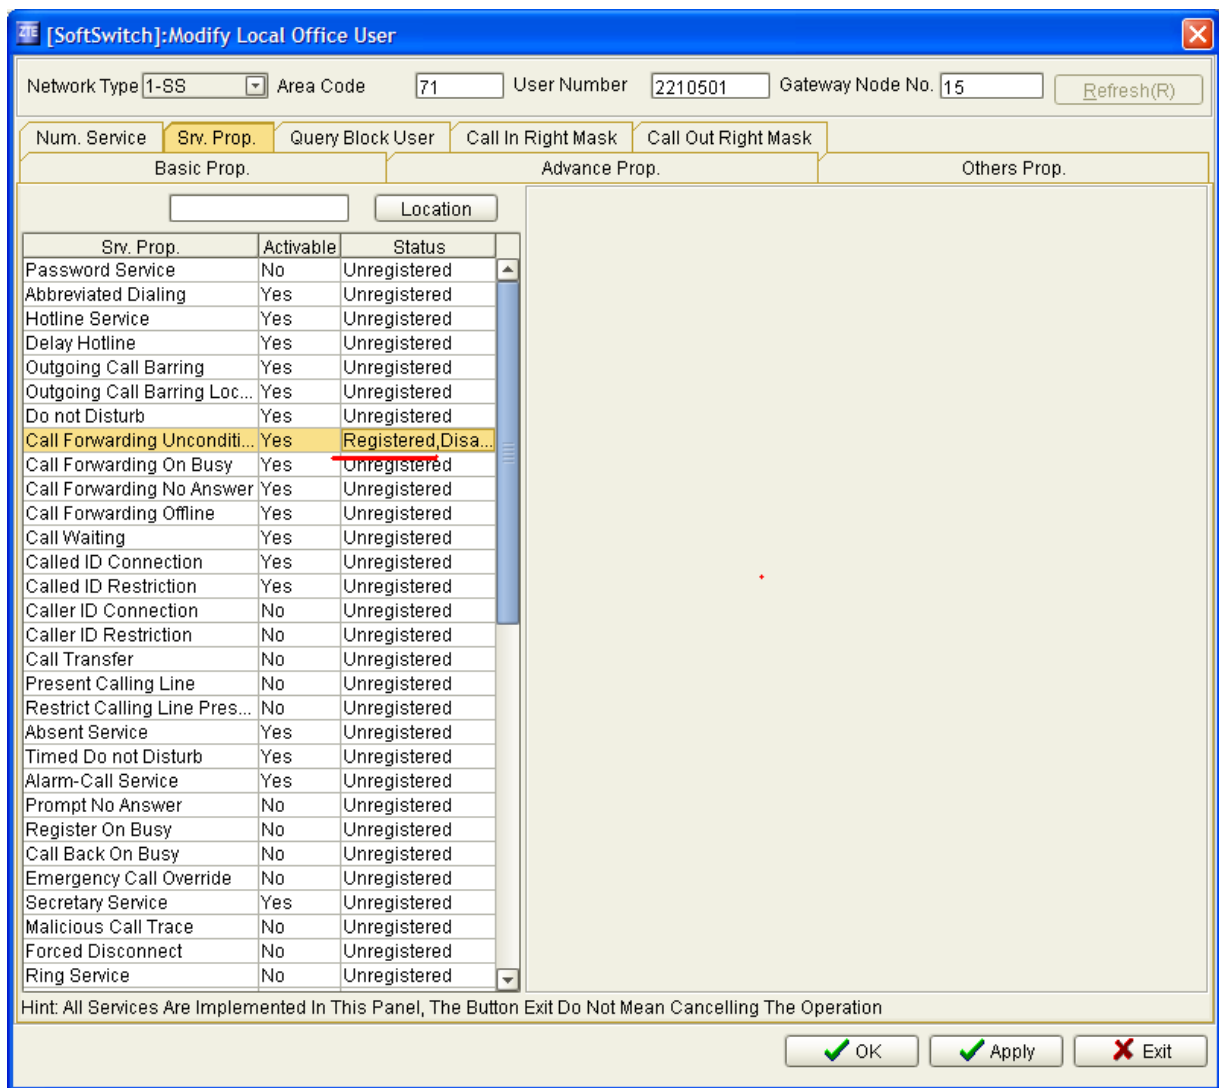 ZTE [SoftSwitch]:Modify Local Office User
Network Type 1-SS Area Code 71 User Number 2210501 Gateway Node No. 15 Refresh(R)
Num. Service Srv. Prop. Query Block User Call In Right Mask Call Out Right Mask
Basic Prop. Advance Prop. Others Prop.
Location
Srv. Prop. Activable Status
Password Service No Unregistered
Abbreviated Dialing Yes Unregistered
Hotline Service Yes Unregistered
Delay Hotline Yes Unregistered
Outgoing Call Barring Yes Unregistered
Outgoing Call Barring Loc... Yes Unregistered
Do not Disturb Yes Unregistered
Call Forwarding Unconditi... Yes Registered,Disa...
Call Forwarding On Busy Yes Unregistered
Call Forwarding No Answer Yes Unregistered
Call Forwarding Offline Yes Unregistered
Call Waiting Yes Unregistered
Called ID Connection Yes Unregistered
Called ID Restriction Yes Unregistered
Caller ID Connection No Unregistered
Caller ID Restriction No Unregistered
Call Transfer No Unregistered
Present Calling Line No Unregistered
Restrict Calling Line Pres... No Unregistered
Absent Service Yes Unregistered
Timed Do not Disturb Yes Unregistered
Alarm-Call Service Yes Unregistered
Prompt No Answer No Unregistered
Register On Busy No Unregistered
Call Back On Busy No Unregistered
Emergency Call Override No Unregistered
Secretary Service Yes Unregistered
Malicious Call Trace No Unregistered
Forced Disconnect No Unregistered
Ring Service No Unregistered
Hint: All Services Are Implemented In This Panel, The Button Exit Do Not Mean Cancelling The Operation
OK Apply Exit